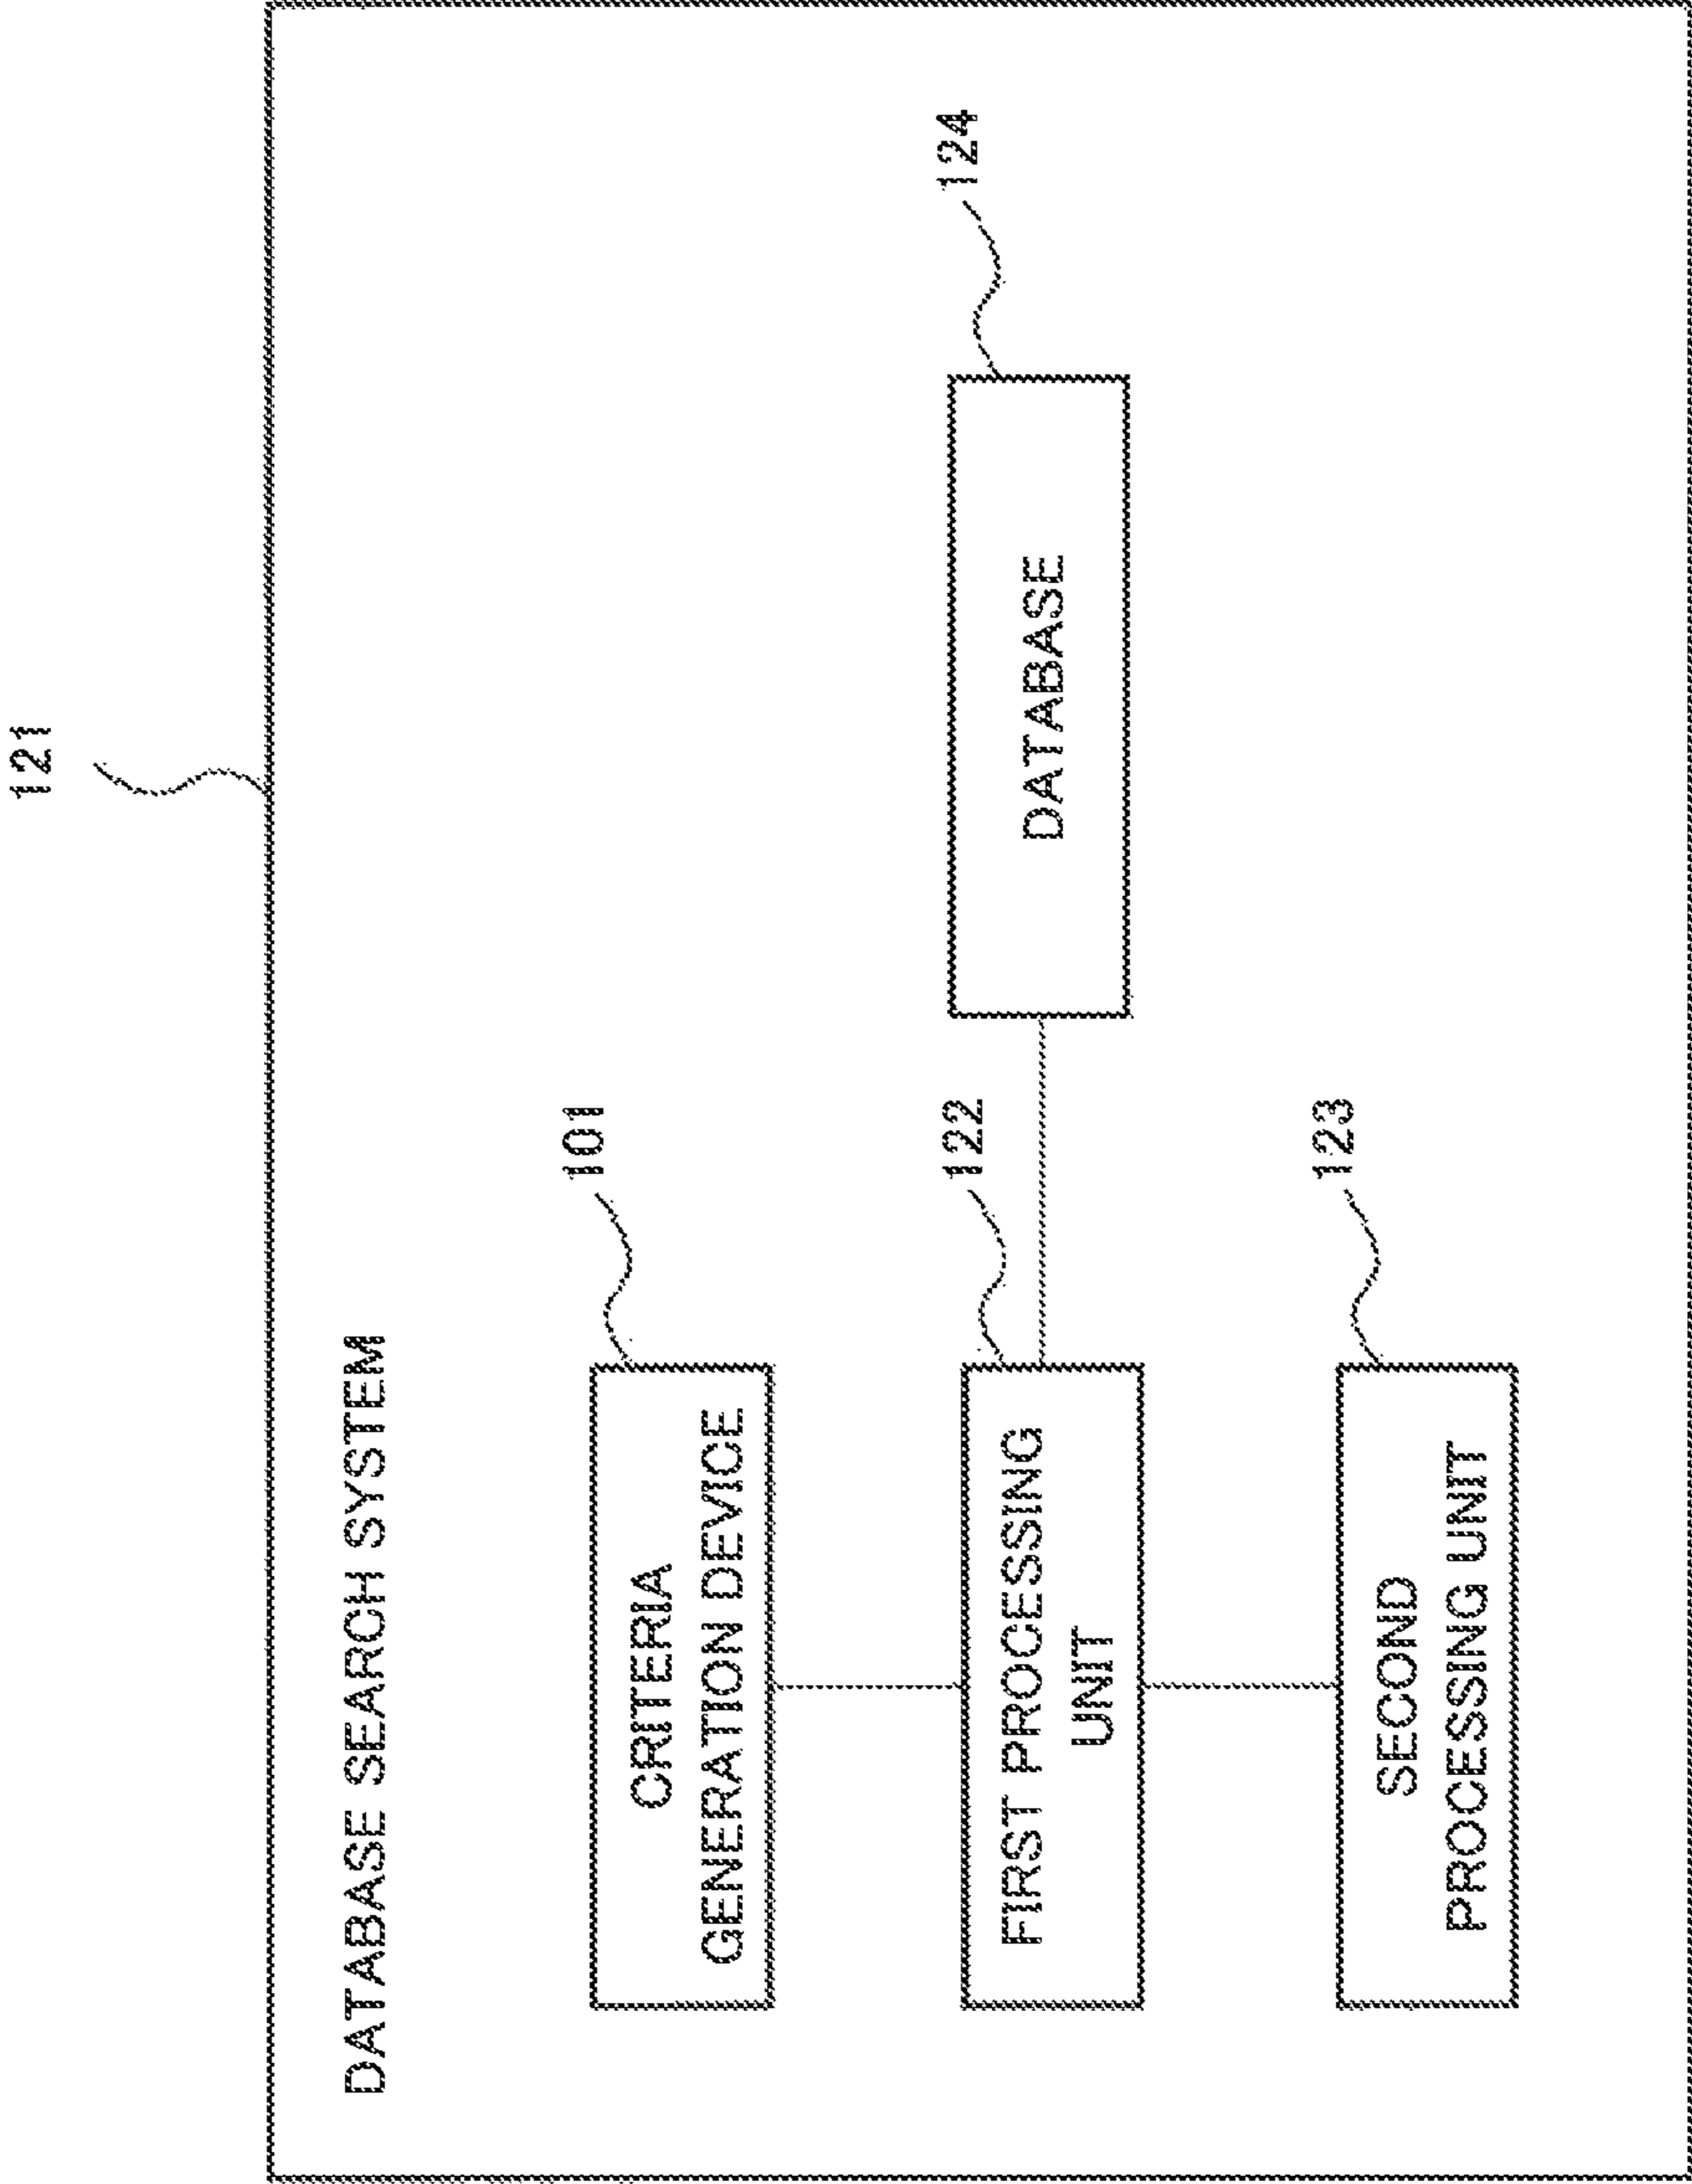 121
DATABASE SEARCH SYSTEM
101
CRITERIA
GENERATION DEVICE
122
124
FIRST PROCESSING
UNIT
DATABASE
123
SECOND
PROCESSING UNIT